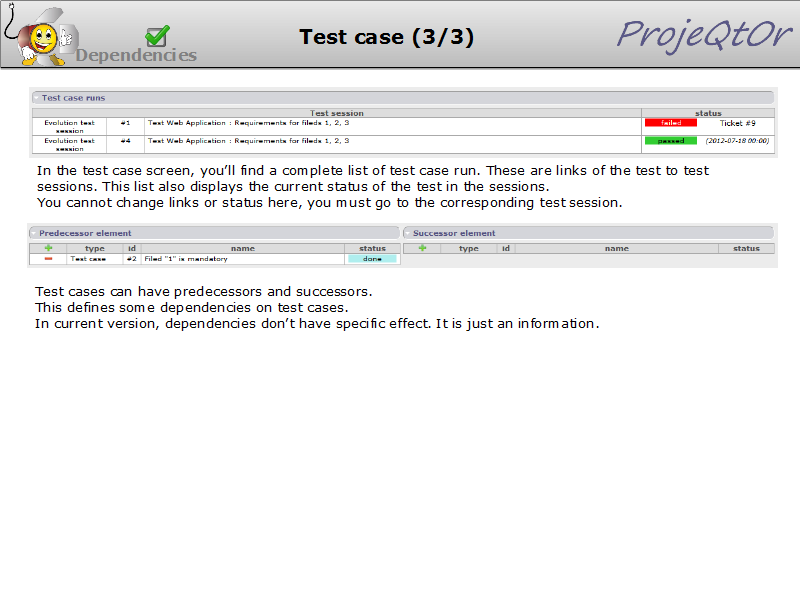 Dependencies
Test case (3/3)
ProjeQtOr
Test case runs
Test session status
Evolution test session #1 Test Web Application : Requirements for fileds 1, 2, 3 failed Ticket #9
Evolution test session #4 Test Web Application : Requirements for fileds 1, 2, 3 passed (2012-07-18 00:00)
In the test case screen, you’ll find a complete list of test case run. These are links of the test to test
sessions. This list also displays the current status of the test in the sessions.
You cannot change links or status here, you must go to the corresponding test session.
Predecessor element
type id name status
Test case #2 Filed "1" is mandatory done
Successor element
type id name status
Test cases can have predecessors and successors.
This defines some dependencies on test cases.
In current version, dependencies don’t have specific effect. It is just an information.